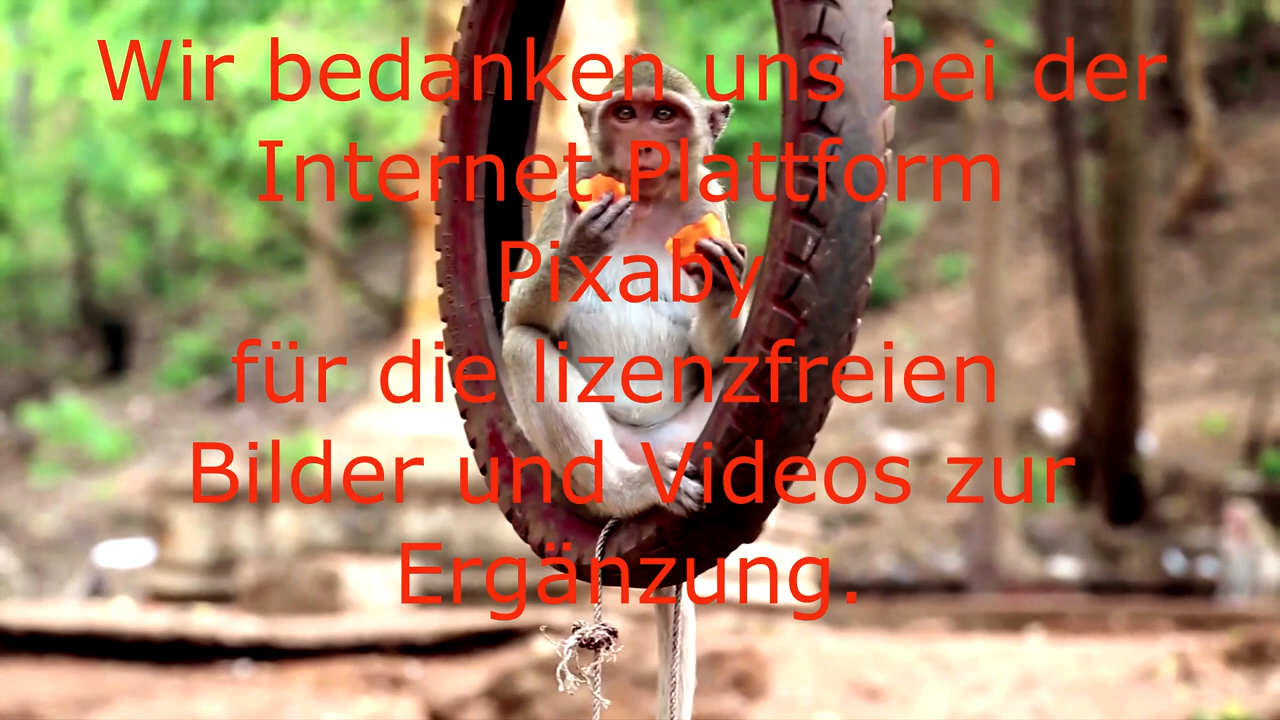 Wir bedanken uns bei der
Internet Plattform
Pixaby
für die lizenzfreien
Bilder und Videos zur
Ergänzung.